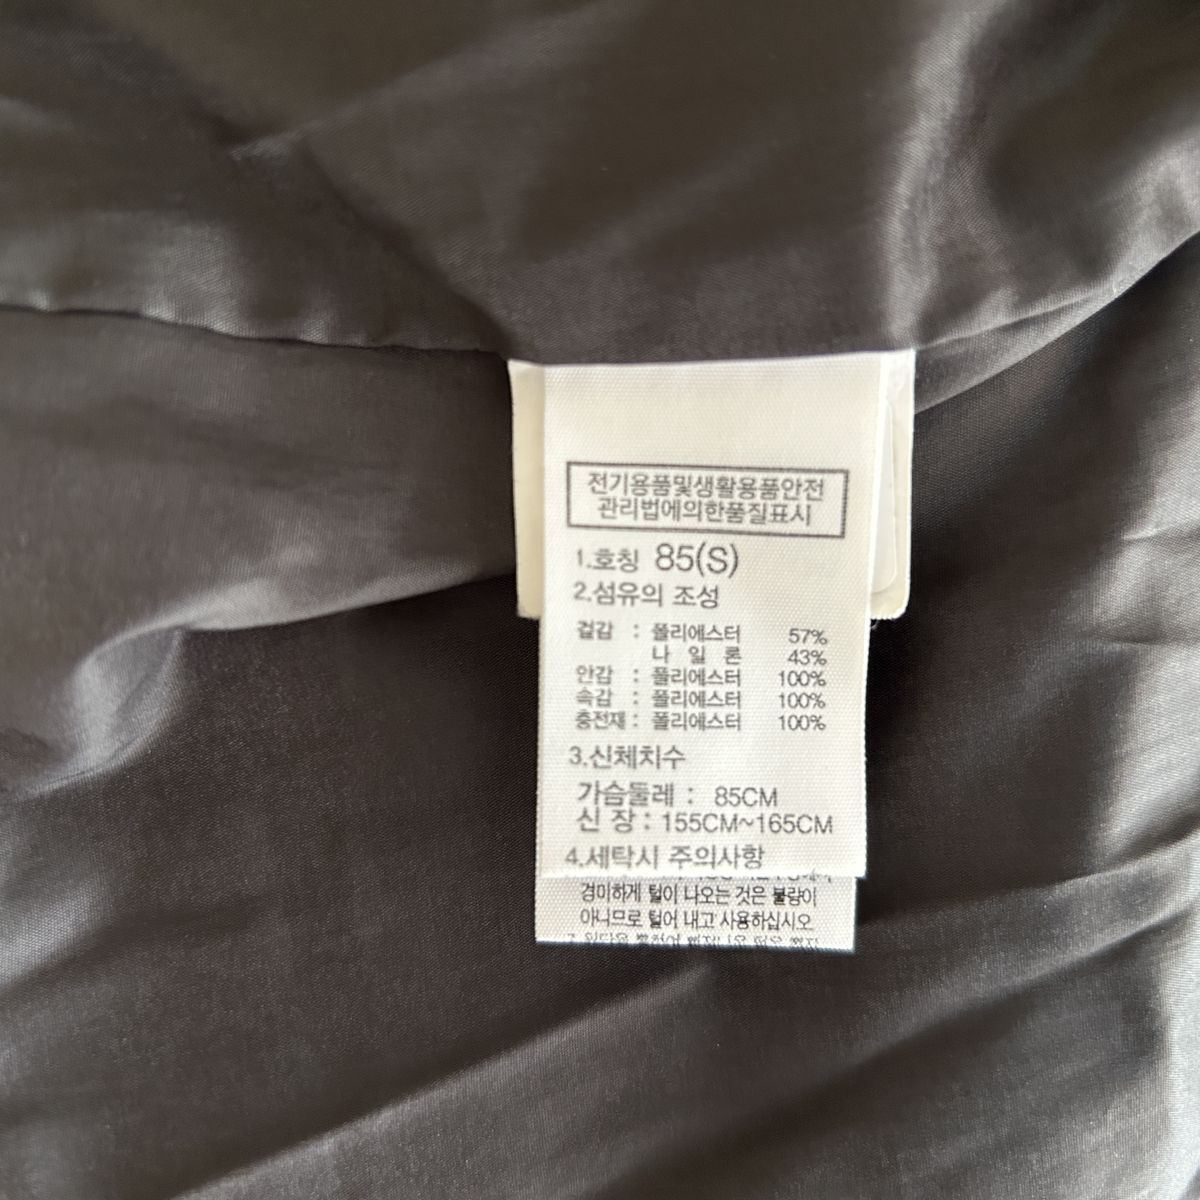 전기용품및생활용품안전
관리법에의한품질표시
1.호칭 85(S)
2.섬유의 조성
겉감 : 폴리에스터 57%
나 일 론 43%
안감 : 폴리에스터 100%
속감 : 폴리에스터 100%
충전재 : 폴리에스터 100%
3.신체치수
가슴둘레 : 85CM
신 장 : 155CM~165CM
4.세탁시 주의사항
경미하게 털이 나오는 것은 불량이
아니므로 털어 내고 사용하십시오